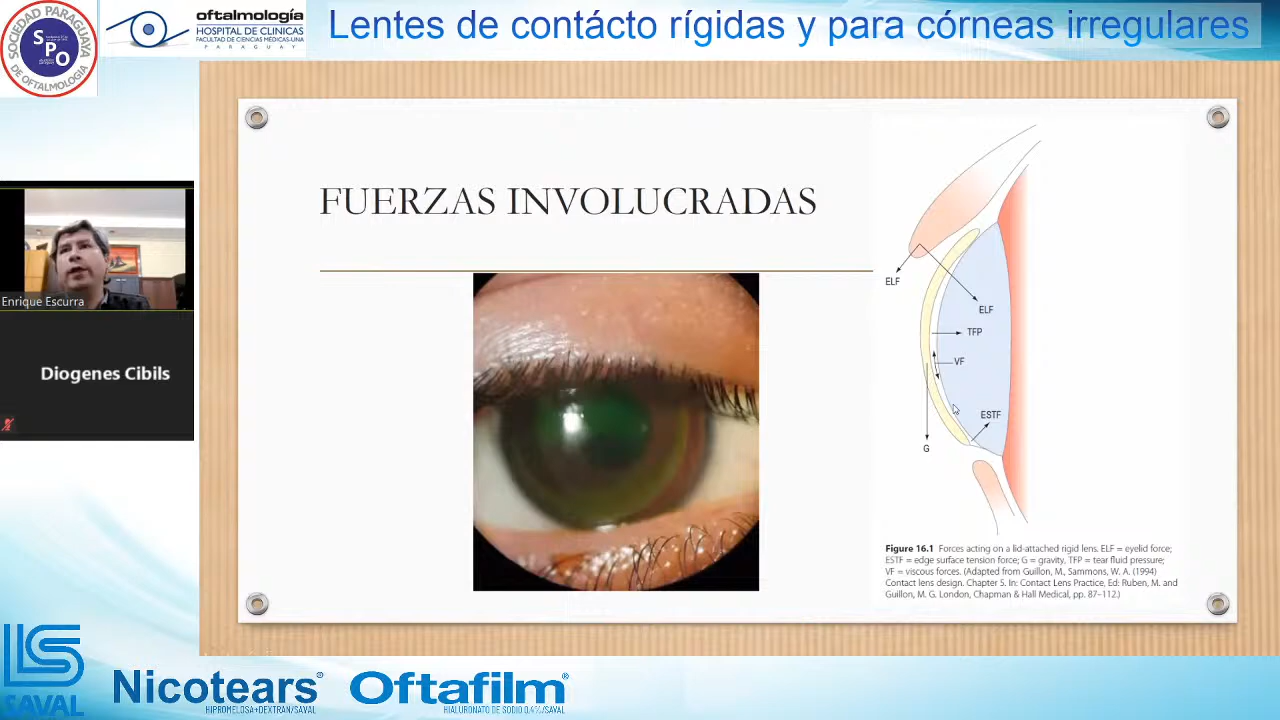 SOCIEDAD PARAGUAYA
SPO
DE OFTALMOLOGÍA
oftalmología
HOSPITAL DE CLINICAS
FACULTAD DE CIENCIAS MÉDICAS-UNA
PARAGUAY
Lentes de contácto rígidas y para córneas irregulares
FUERZAS INVOLUCRADAS
ELF
ELF
TFP
VF
ESTF
G
Figure 16.1 Forces acting on a lid-attached rigid lens. ELF = eyelid force;
ESTF = edge surface tension force; G = gravity, TFP = tear fluid pressure;
VF = viscous forces. (Adapted from Guillon, M., Sammons, W. A. (1994)
Contact lens design. Chapter 5. In: Contact Lens Practice, Ed: Ruben, M. and
Guillon, M. G. London, Chapman & Hall Medical, pp. 87–112.)
Enrique Escurra
Diogenes Cibils
SAVAL
Nicotears®
HIPROMELOSA+DEXTRAN/SAVAL
Oftafilm®
HIALURONATO DE SODIO 0.4%/SAVAL